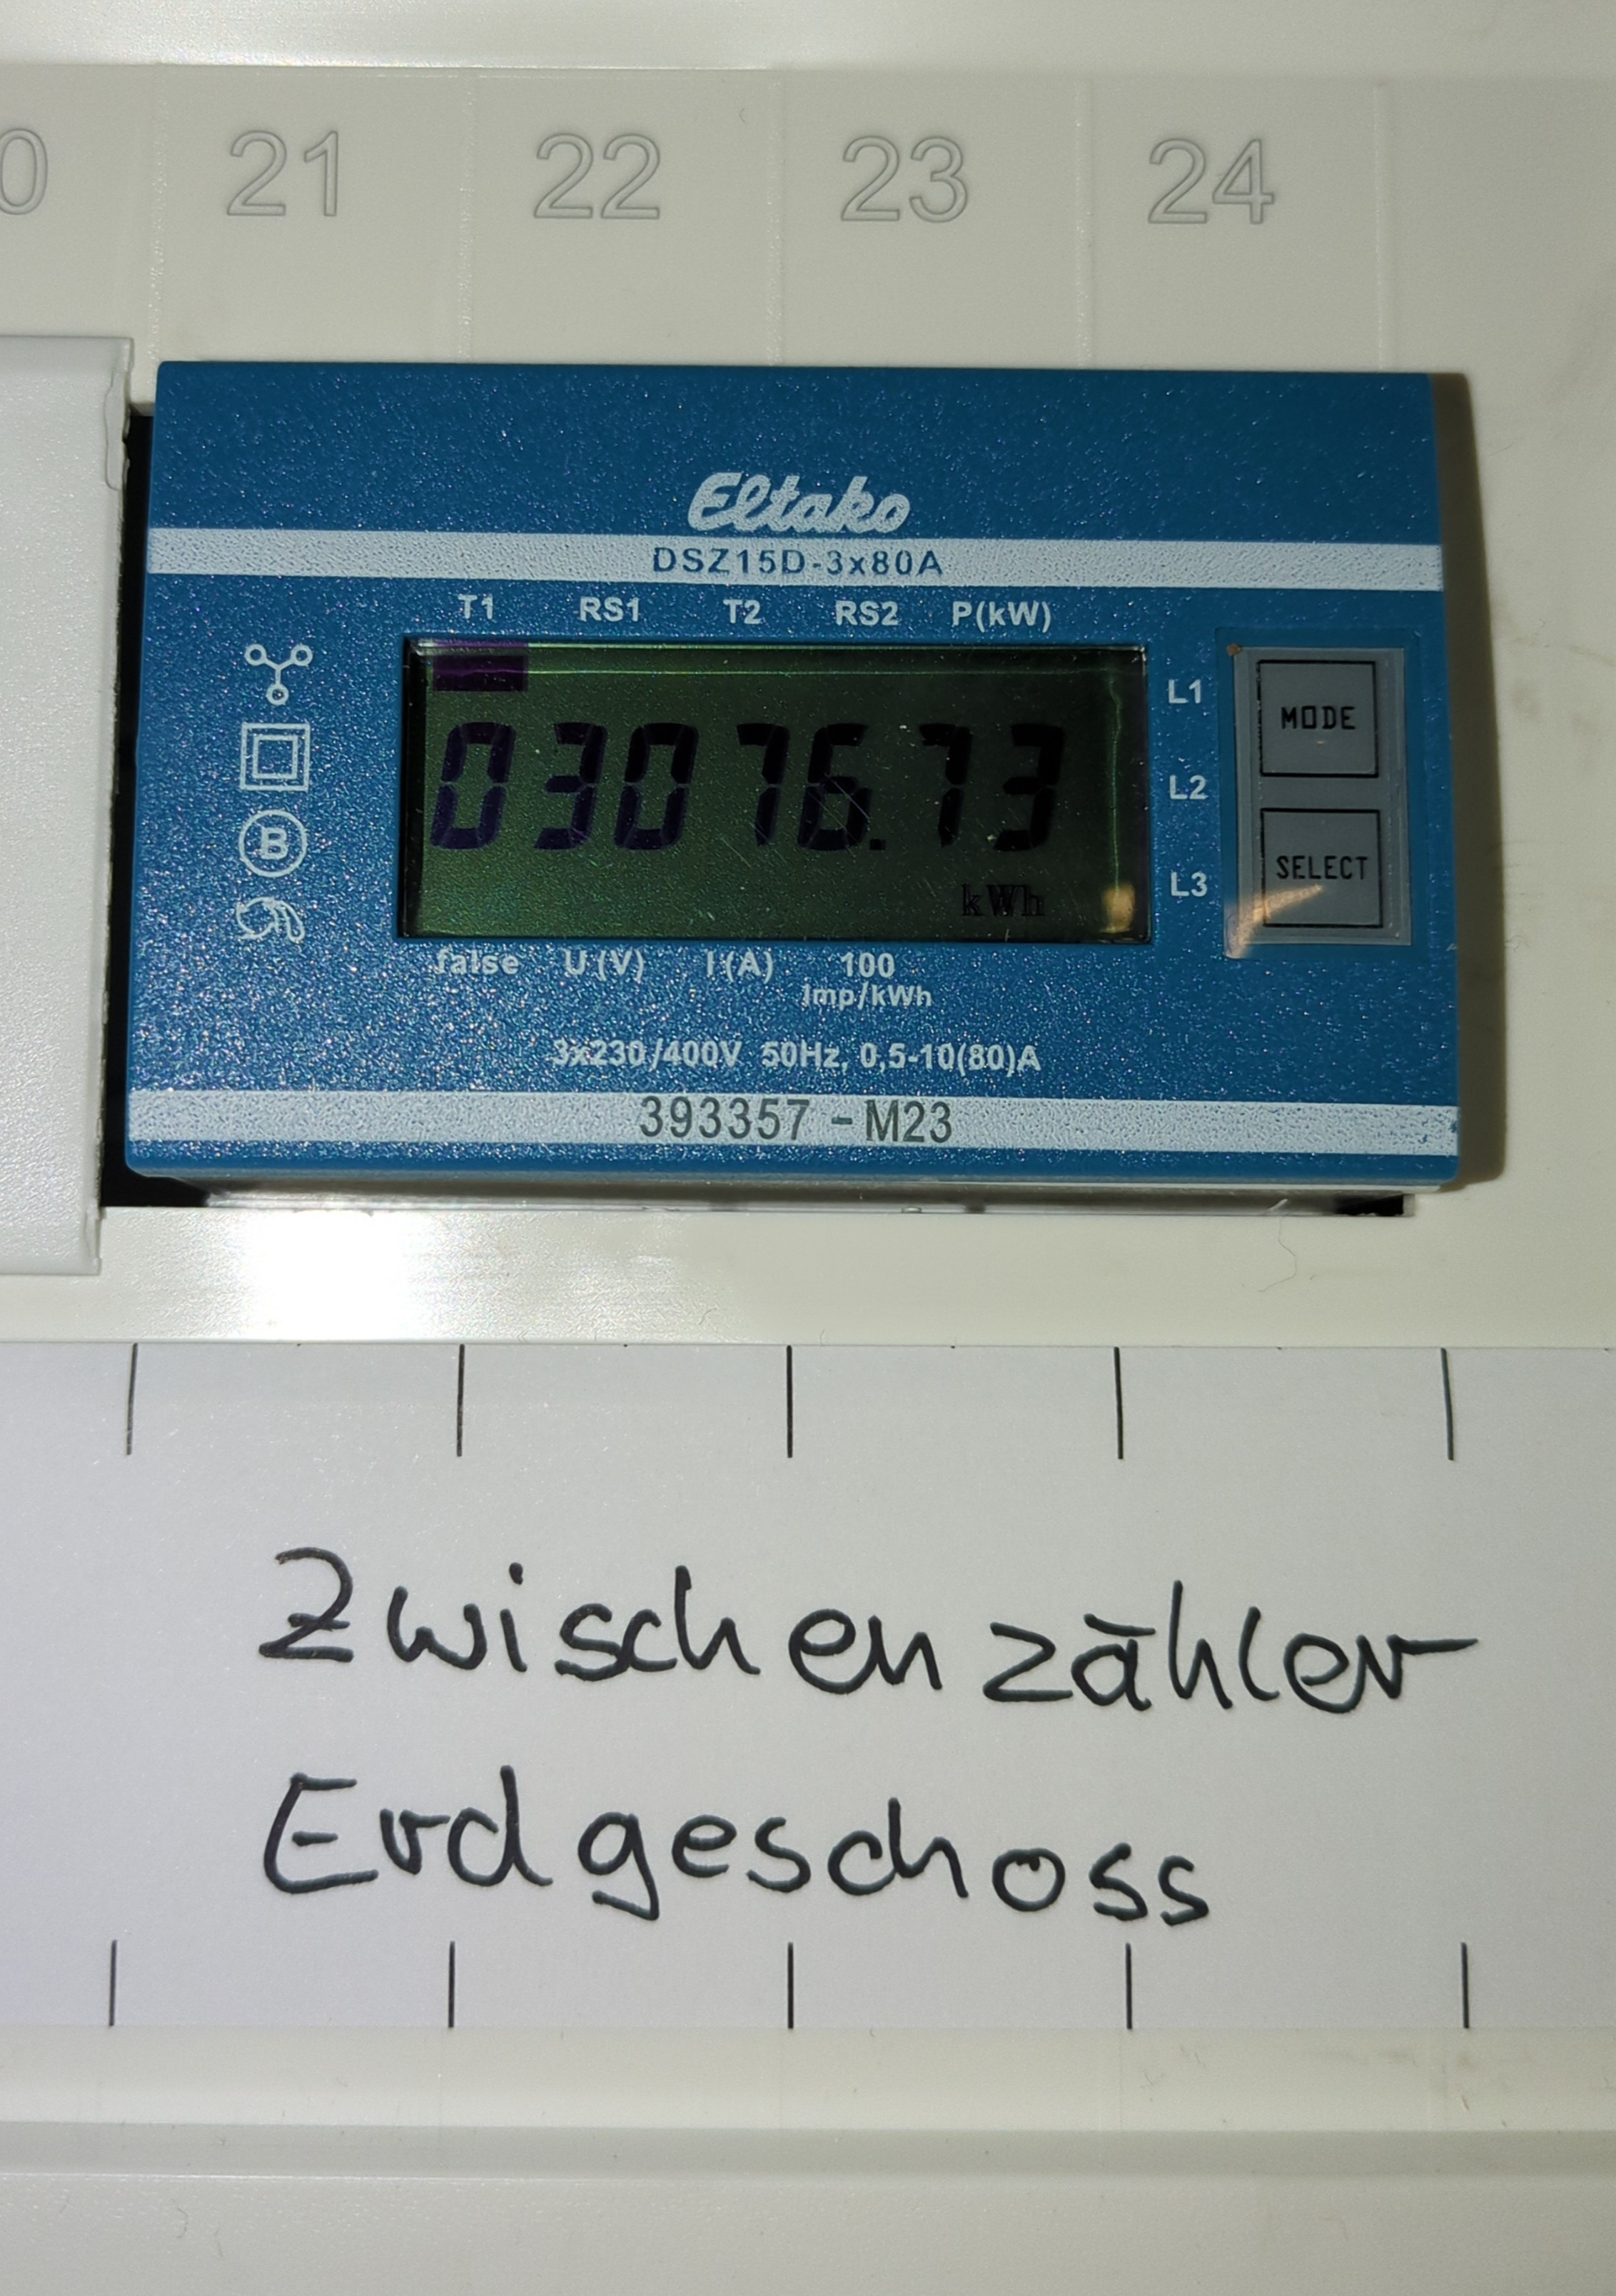 0 21 22 23 24
Eltako
DSZ15D-3x80A
T1 RS1 T2 RS2 P(kW)
L1
MODE
03076.73
L2
B
SELECT
L3
kWh
false U(V) I(A) 100
Imp/kWh
3x230/400V 50Hz, 0,5-10(80)A
393357 - M23
Zwischenzähler
Erdgeschoss